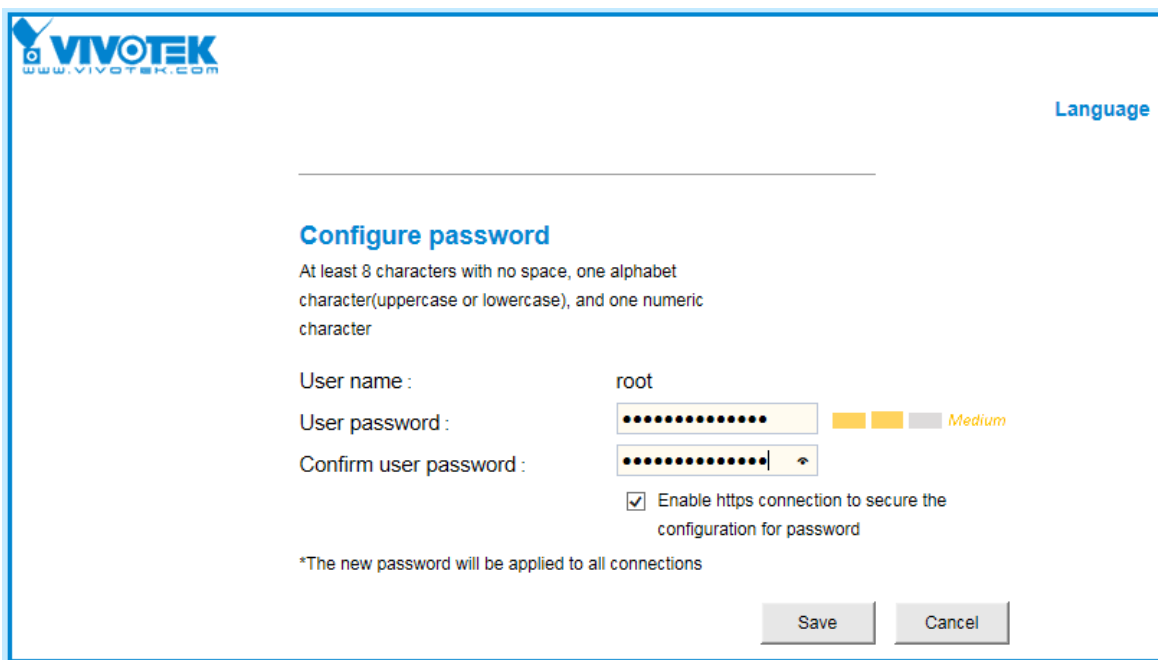 VIVOTEK
www.vivotek.com
Language
Configure password
At least 8 characters with no space, one alphabet
character(uppercase or lowercase), and one numeric
character
User name : root
User password : •••••••••••••• Medium
Confirm user password : ••••••••••••••
Enable https connection to secure the
configuration for password
*The new password will be applied to all connections
Save Cancel